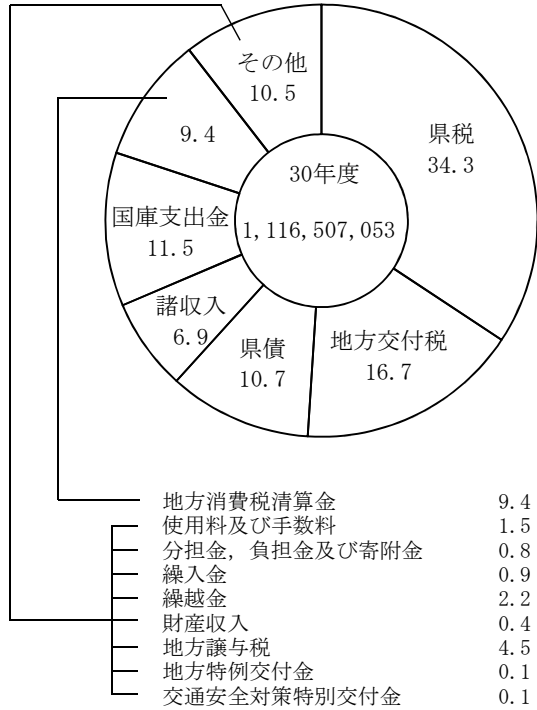 その他
10.5
県税
34.3
9.4
30年度
1,116,507,053
国庫支出金
11.5
諸収入
6.9
県債
10.7
地方交付税
16.7
地方消費税清算金 9.4
使用料及び手数料 1.5
分担金，負担金及び寄附金 0.8
繰入金 0.9
繰越金 2.2
財産収入 0.4
地方譲与税 4.5
地方特例交付金 0.1
交通安全対策特別交付金 0.1